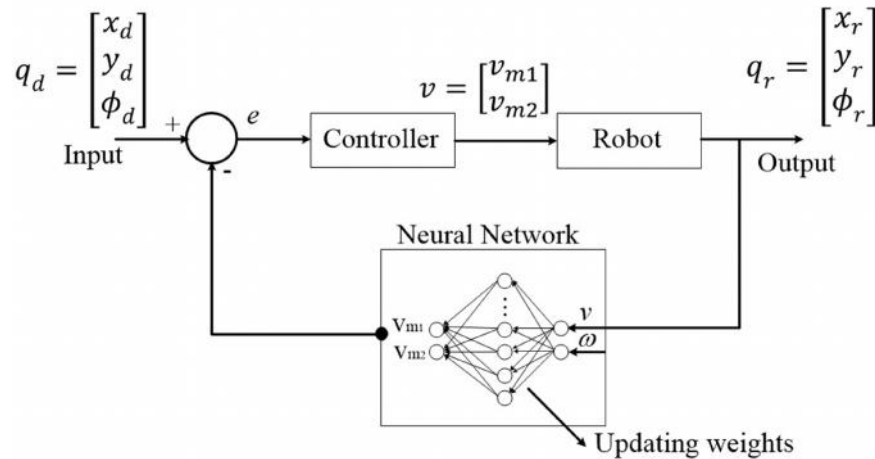 q_d = [x_d y_d ϕ_d]
v = [v_m1 v_m2]
q_r = [x_r y_r ϕ_r]
+
e
Controller
Robot
Input
-
Output
Neural Network
⋮
V_m1
v
V_m2
ω
Updating weights